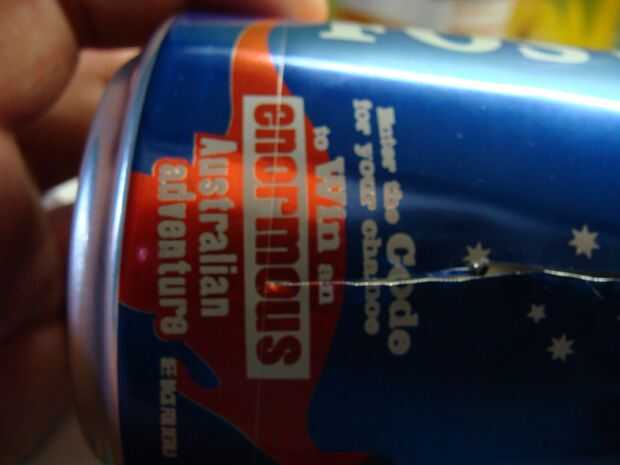 Enter the Code
for your chance
to Win an
enormous
Australian
adventure